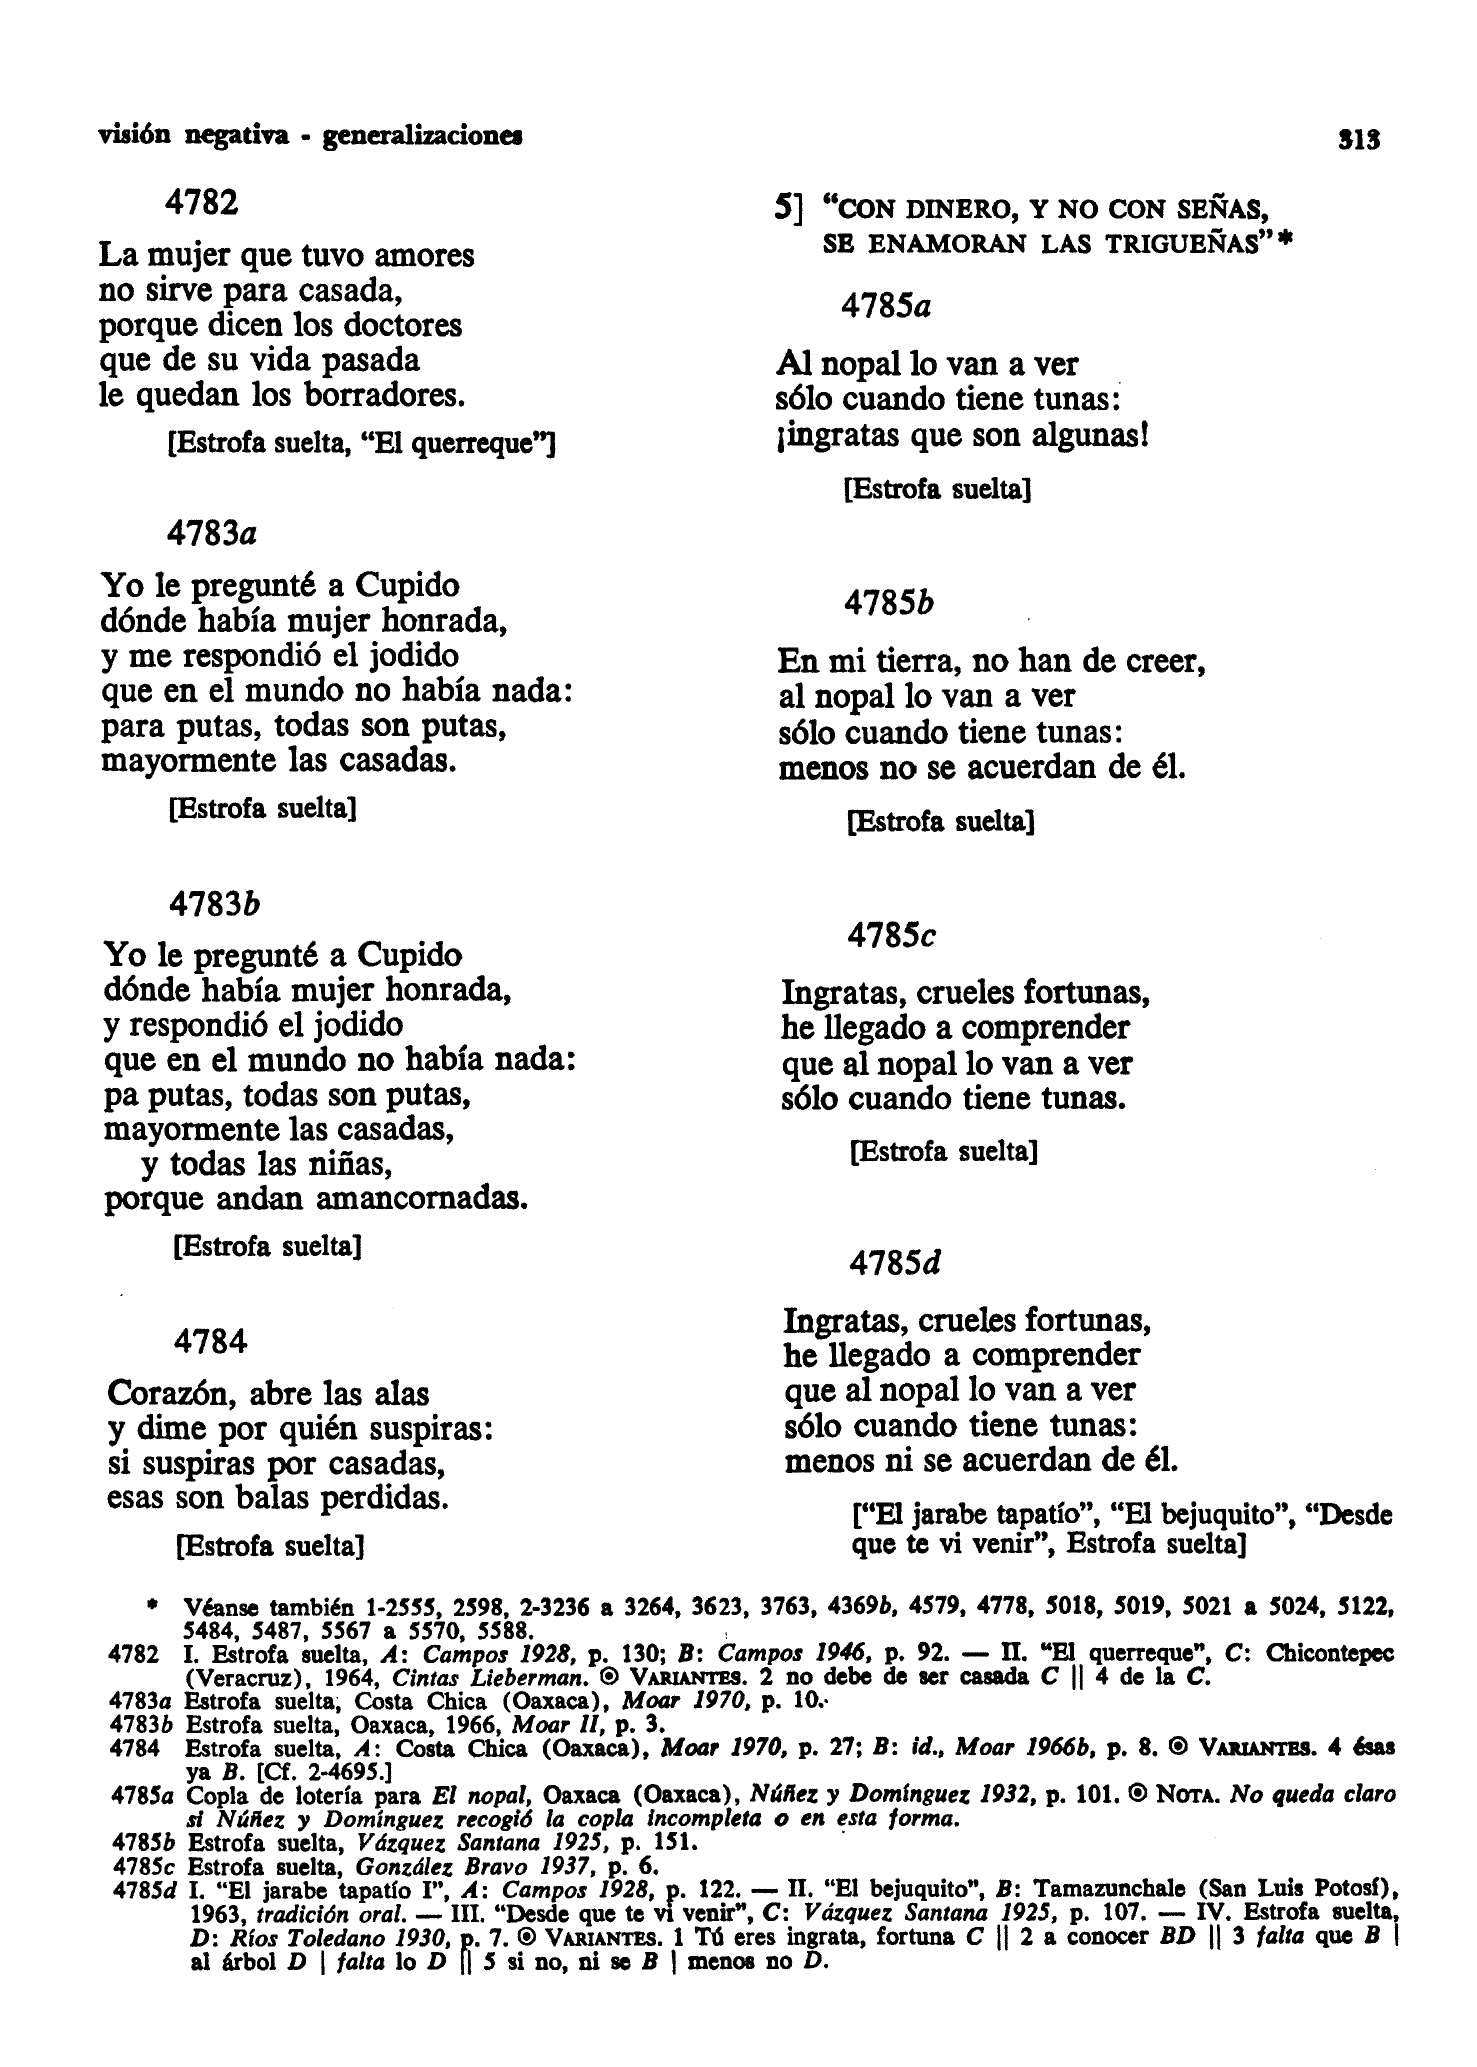 visión negativa - generalizaciones
313
4782
La mujer que tuvo amores
no sirve para casada,
porque dicen los doctores
que de su vida pasada
le quedan los borradores.
[Estrofa suelta, “El querreque”]
4783a
Yo le pregunté a Cupido
dónde había mujer honrada,
y me respondió el jodido
que en el mundo no había nada:
para putas, todas son putas,
mayormente las casadas.
[Estrofa suelta]
4783b
Yo le pregunté a Cupido
dónde había mujer honrada,
y respondió el jodido
que en el mundo no había nada:
pa putas, todas son putas,
mayormente las casadas,
y todas las niñas,
porque andan amancornadas.
[Estrofa suelta]
4784
Corazón, abre las alas
y dime por quién suspiras:
si suspiras por casadas,
esas son balas perdidas.
[Estrofa suelta]
5] “CON DINERO, Y NO CON SEÑAS,
SE ENAMORAN LAS TRIGUEÑAS”*
4785a
Al nopal lo van a ver
sólo cuando tiene tunas:
¡ingratas que son algunas!
[Estrofa suelta]
4785b
En mi tierra, no han de creer,
al nopal lo van a ver
sólo cuando tiene tunas:
menos no se acuerdan de él.
[Estrofa suelta]
4785c
Ingratas, crueles fortunas,
he llegado a comprender
que al nopal lo van a ver
sólo cuando tiene tunas.
[Estrofa suelta]
4785d
Ingratas, crueles fortunas,
he llegado a comprender
que al nopal lo van a ver
sólo cuando tiene tunas:
menos ni se acuerdan de él.
[“El jarabe tapatío”, “El bejuquito”, “Desde
que te vi venir”, Estrofa suelta]
* Véanse también 1-2555, 2598, 2-3236 a 3264, 3623, 3763, 4369b, 4579, 4778, 5018, 5019, 5021 a 5024, 5122,
5484, 5487, 5567 a 5570, 5588.
4782 I. Estrofa suelta, A: Campos 1928, p. 130; B: Campos 1946, p. 92. — II. “El querreque”, C: Chicontepec
(Veracruz), 1964, Cintas Lieberman. ⊙ VARIANTES. 2 no debe de ser casada C || 4 de la C.
4783a Estrofa suelta, Costa Chica (Oaxaca), Moar 1970, p. 10.
4783b Estrofa suelta, Oaxaca, 1966, Moar II, p. 3.
4784 Estrofa suelta, A: Costa Chica (Oaxaca), Moar 1970, p. 27; B: id., Moar 1966b, p. 8. ⊙ VARIANTES. 4 ésas
ya B. [Cf. 2-4695.]
4785a Copla de lotería para El nopal, Oaxaca (Oaxaca), Núñez y Domínguez 1932, p. 101. ⊙ NOTA. No queda claro
si Núñez y Domínguez recogió la copla incompleta o en esta forma.
4785b Estrofa suelta, Vázquez Santana 1925, p. 151.
4785c Estrofa suelta, González Bravo 1937, p. 6.
4785d I. “El jarabe tapatío I”, A: Campos 1928, p. 122. — II. “El bejuquito”, B: Tamazunchale (San Luis Potosí),
1963, tradición oral. — III. “Desde que te vi venir”, C: Vázquez Santana 1925, p. 107. — IV. Estrofa suelta,
D: Ríos Toledano 1930, p. 7. ⊙ VARIANTES. 1 Tú eres ingrata, fortuna C || 2 a conocer BD || 3 falta que B |
al árbol D | falta lo D || 5 si no, ni se B | menos no D.